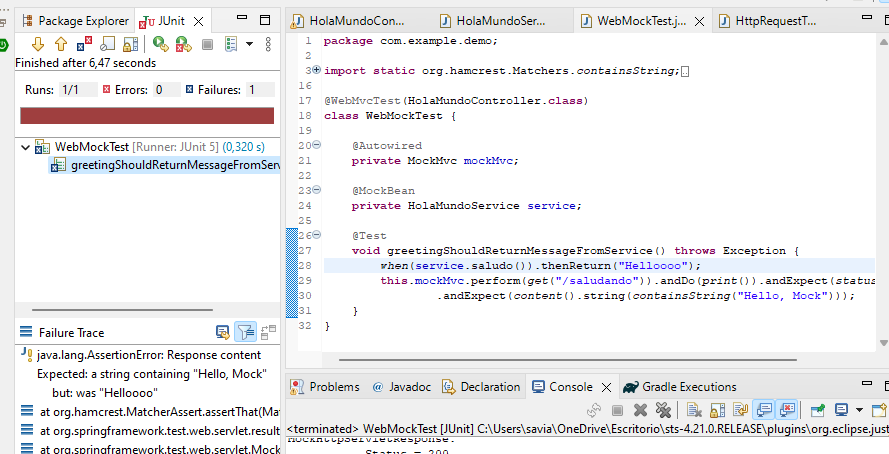 Package Explorer JUnit
Finished after 6,47 seconds
Runs: 1/1 Errors: 0 Failures: 1
WebMockTest [Runner: JUnit 5] (0,320 s)
greetingShouldReturnMessageFromServ
Failure Trace
java.lang.AssertionError: Response content
Expected: a string containing "Hello, Mock"
but: was "Helloooo"
at org.hamcrest.MatcherAssert.assertThat(Mat
at org.springframework.test.web.servlet.result
at org.springframework.test.web.servlet.Mock
HolaMundoCon... HolaMundoSer... WebMockTest.j... HttpRequestT...
1 package com.example.demo;
2
3 import static org.hamcrest.Matchers.containsString;
16
17 @WebMvcTest(HolaMundoController.class)
18 class WebMockTest {
19
20 @Autowired
21 private MockMvc mockMvc;
22
23 @MockBean
24 private HolaMundoService service;
25
26 @Test
27 void greetingShouldReturnMessageFromService() throws Exception {
28 when(service.saludo()).thenReturn("Helloooo");
29 this.mockMvc.perform(get("/saludando")).andDo(print()).andExpect(status
30 .andExpect(content().string(containsString("Hello, Mock")));
31 }
32 }
Problems @ Javadoc Declaration Console Gradle Executions
<terminated> WebMockTest [JUnit] C:\Users\savia\OneDrive\Escritorio\sts-4.21.0.RELEASE\plugins\org.eclipse.just
MockHttpServletResponse:
Status = 200